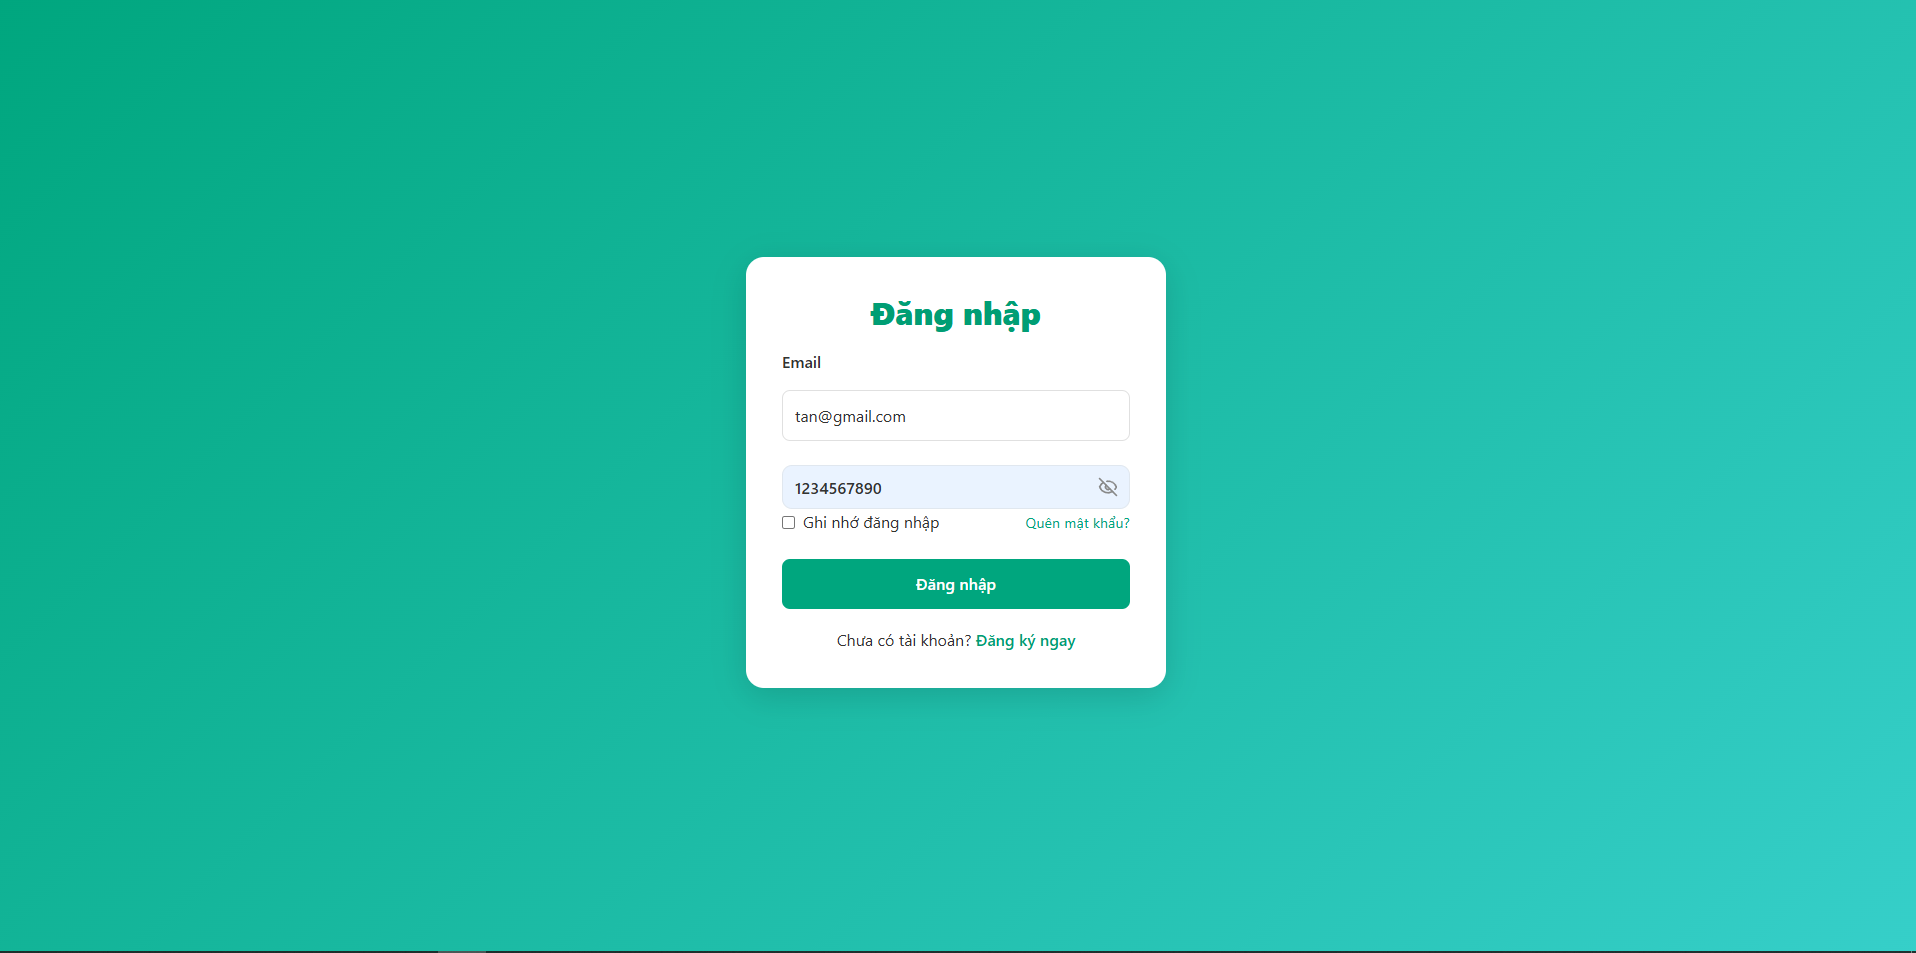 Đăng nhập
Email
tan@gmail.com
1234567890
Ghi nhớ đăng nhập
Quên mật khẩu?
Đăng nhập
Chưa có tài khoản? Đăng ký ngay